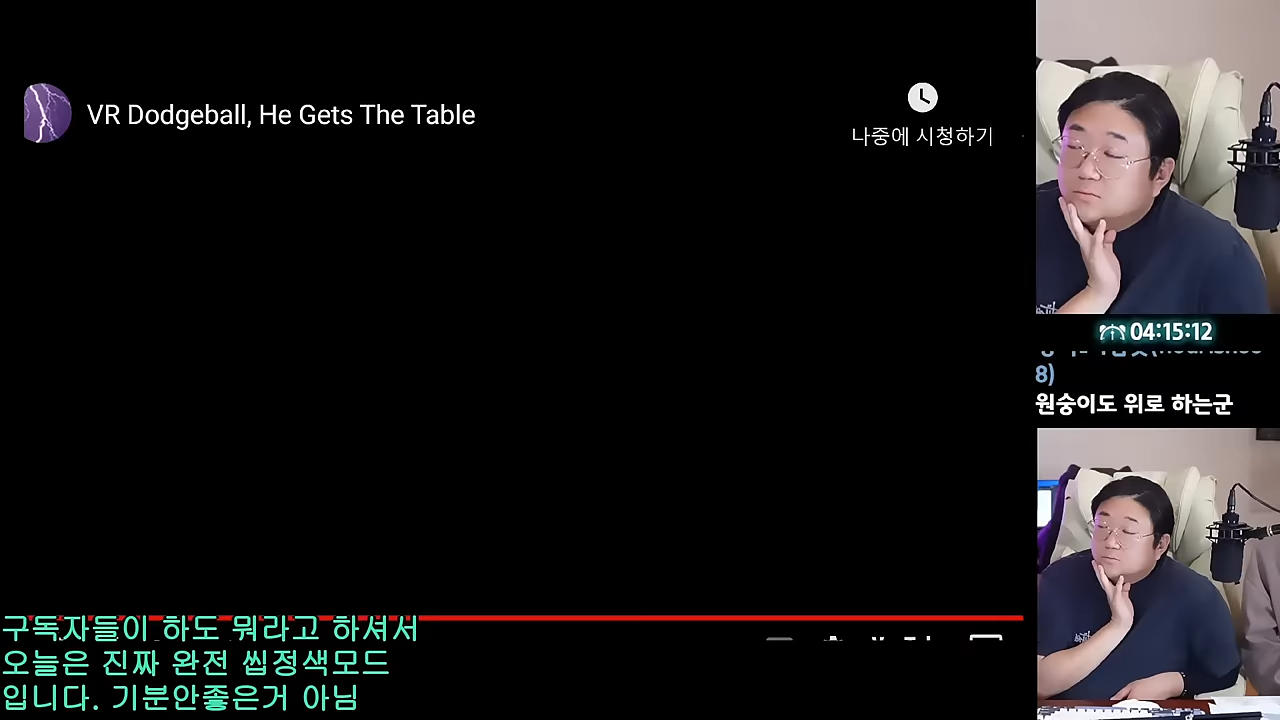 VR Dodgeball, He Gets The Table
나중에 시청하기
04:15:12
8)
원숭이도 위로 하는군
구독자들이 하도 뭐라고 하셔서
오늘은 진짜 완전 씹정색모드
입니다. 기분안좋은거 아님